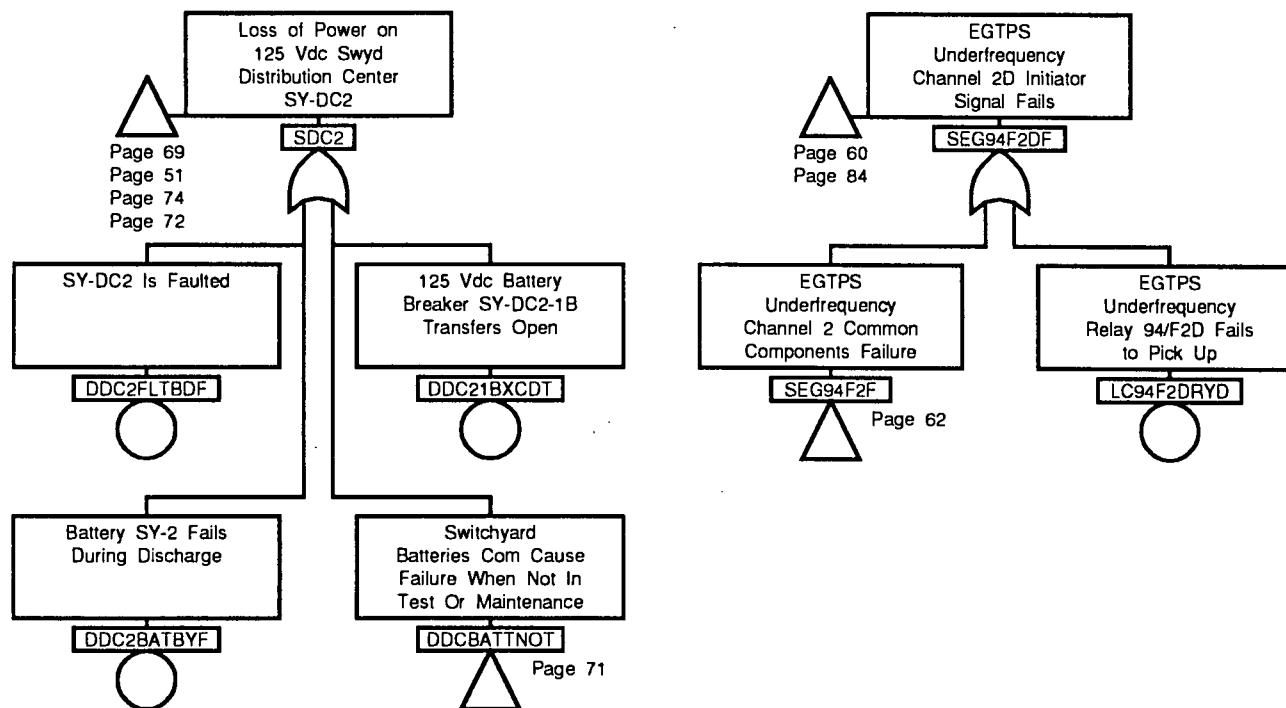 Loss of Power on
125 Vdc Swyd
Distribution Center
SY-DC2
SDC2
Page 69
Page 51
Page 74
Page 72
SY-DC2 Is Faulted
DDC2FLTBDF
125 Vdc Battery
Breaker SY-DC2-1B
Transfers Open
DDC21BXCDT
Battery SY-2 Fails
During Discharge
DDC2BATBYF
Switchyard
Batteries Com Cause
Failure When Not In
Test Or Maintenance
DDCBATTNOT
Page 71
EGTPS
Underfrequency
Channel 2D Initiator
Signal Fails
SEG94F2DF
Page 60
Page 84
EGTPS
Underfrequency
Channel 2 Common
Components Failure
SEG94F2F
Page 62
EGTPS
Underfrequency
Relay 94/F2D Fails
to Pick Up
LC94F2DRYD